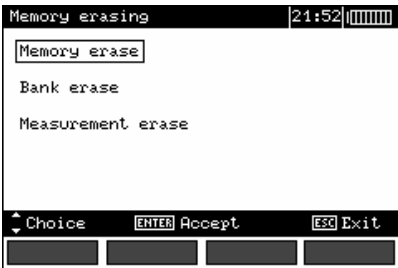 Memory erasing 21:52
Memory erase
Bank erase
Measurement erase
Choice ENTER Accept ESC Exit